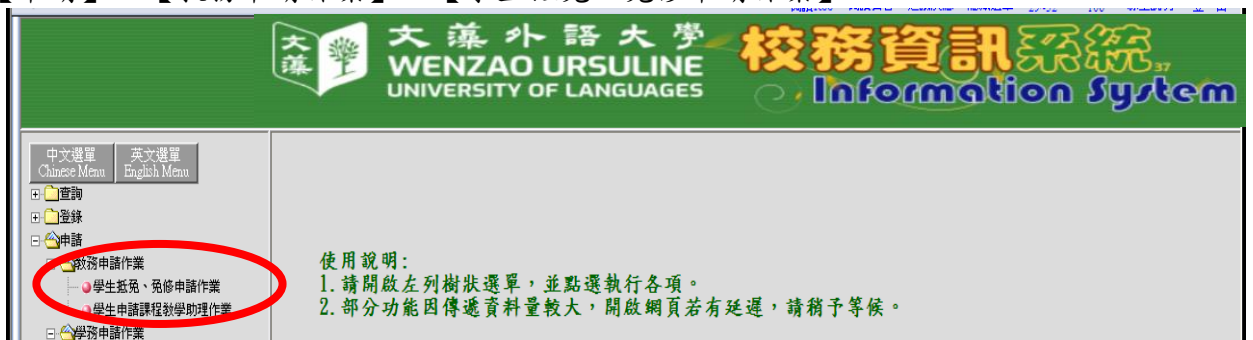 文藻外語大學
WENZAO URSULINE
UNIVERSITY OF LANGUAGES
文藻
校務資訊系統
37
Information System
中文選單
Chinese Menu
英文選單
English Menu
查詢
登錄
申請
教務申請作業
學生抵免、免修申請作業
學生申請課程教學助理作業
學務申請作業
使用說明:
1.請開啟左列樹狀選單，並點選執行各項。
2.部分功能因傳遞資料量較大，開啟網頁若有延遲，請稍予等候。